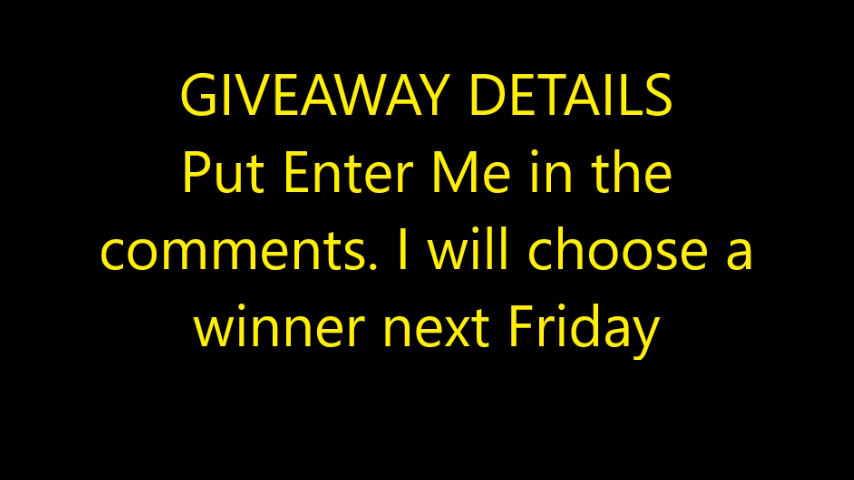 GIVEAWAY DETAILS
Put Enter Me in the
comments. I will choose a
winner next Friday